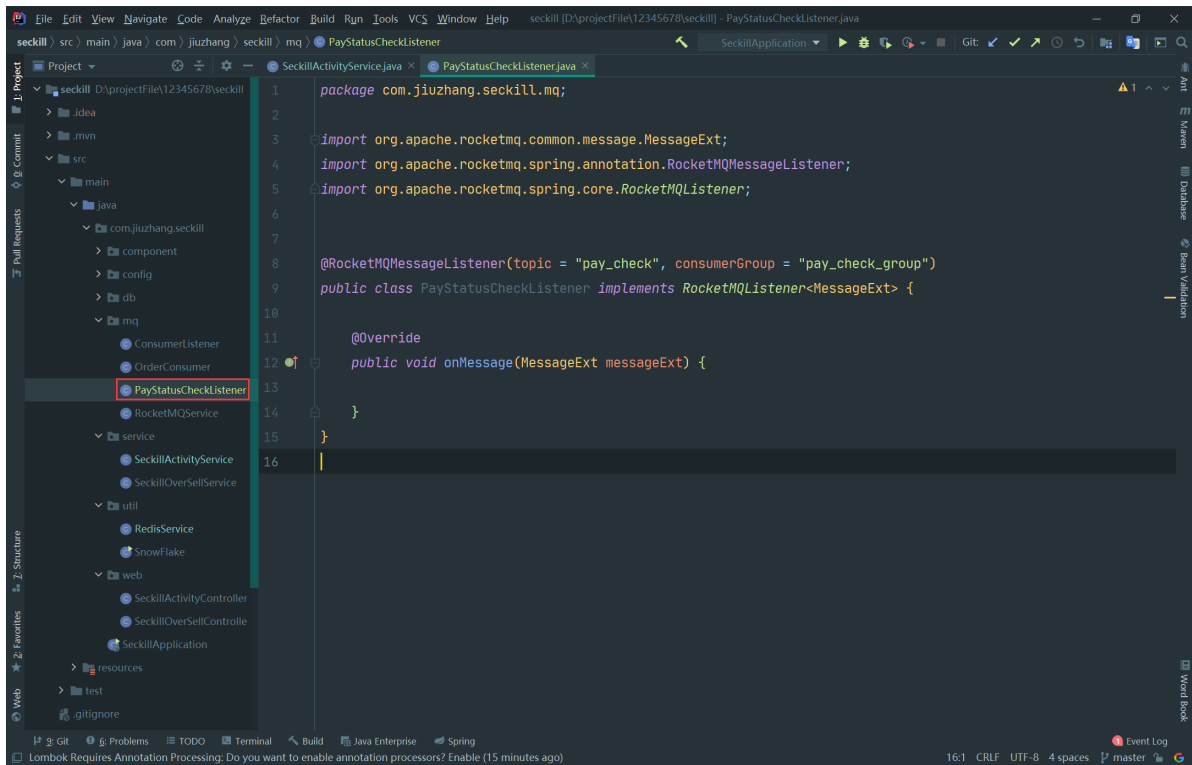 File Edit View Navigate Code Analyze Refactor Build Run Tools VCS Window Help seckill [D:\projectFile\12345678\seckill] - PayStatusCheckListener.java
seckill 〉 src 〉 main 〉 java 〉 com 〉 jiuzhang 〉 seckill 〉 mq 〉 PayStatusCheckListener SeckillApplication Git:
Project SeckillActivityService.java PayStatusCheckListener.java
1: Project
0: Commit
Pull Requests
7: Structure
2: Favorites
Web
seckill D:\projectFile\12345678\seckill
.idea
.mvn
src
main
java
com.jiuzhang.seckill
component
config
db
mq
ConsumerListener
OrderConsumer
PayStatusCheckListener
RocketMQService
service
SeckillActivityService
SeckillOverSellService
util
RedisService
SnowFlake
web
SeckillActivityController
SeckillOverSellControlle
SeckillApplication
resources
test
.gitignore
1 package com.jiuzhang.seckill.mq;
2
3 import org.apache.rocketmq.common.message.MessageExt;
4 import org.apache.rocketmq.spring.annotation.RocketMQMessageListener;
5 import org.apache.rocketmq.spring.core.RocketMQListener;
6
7
8 @RocketMQMessageListener(topic = "pay_check", consumerGroup = "pay_check_group")
9 public class PayStatusCheckListener implements RocketMQListener<MessageExt> {
10
11 @Override
12 public void onMessage(MessageExt messageExt) {
13
14 }
15 }
16
1
Ant
Maven
Database
Bean Validation
Word Book
9: Git 6: Problems TODO Terminal Build Java Enterprise Spring 1 Event Log
Lombok Requires Annotation Processing: Do you want to enable annotation processors? Enable (15 minutes ago) 16:1 CRLF UTF-8 4 spaces master